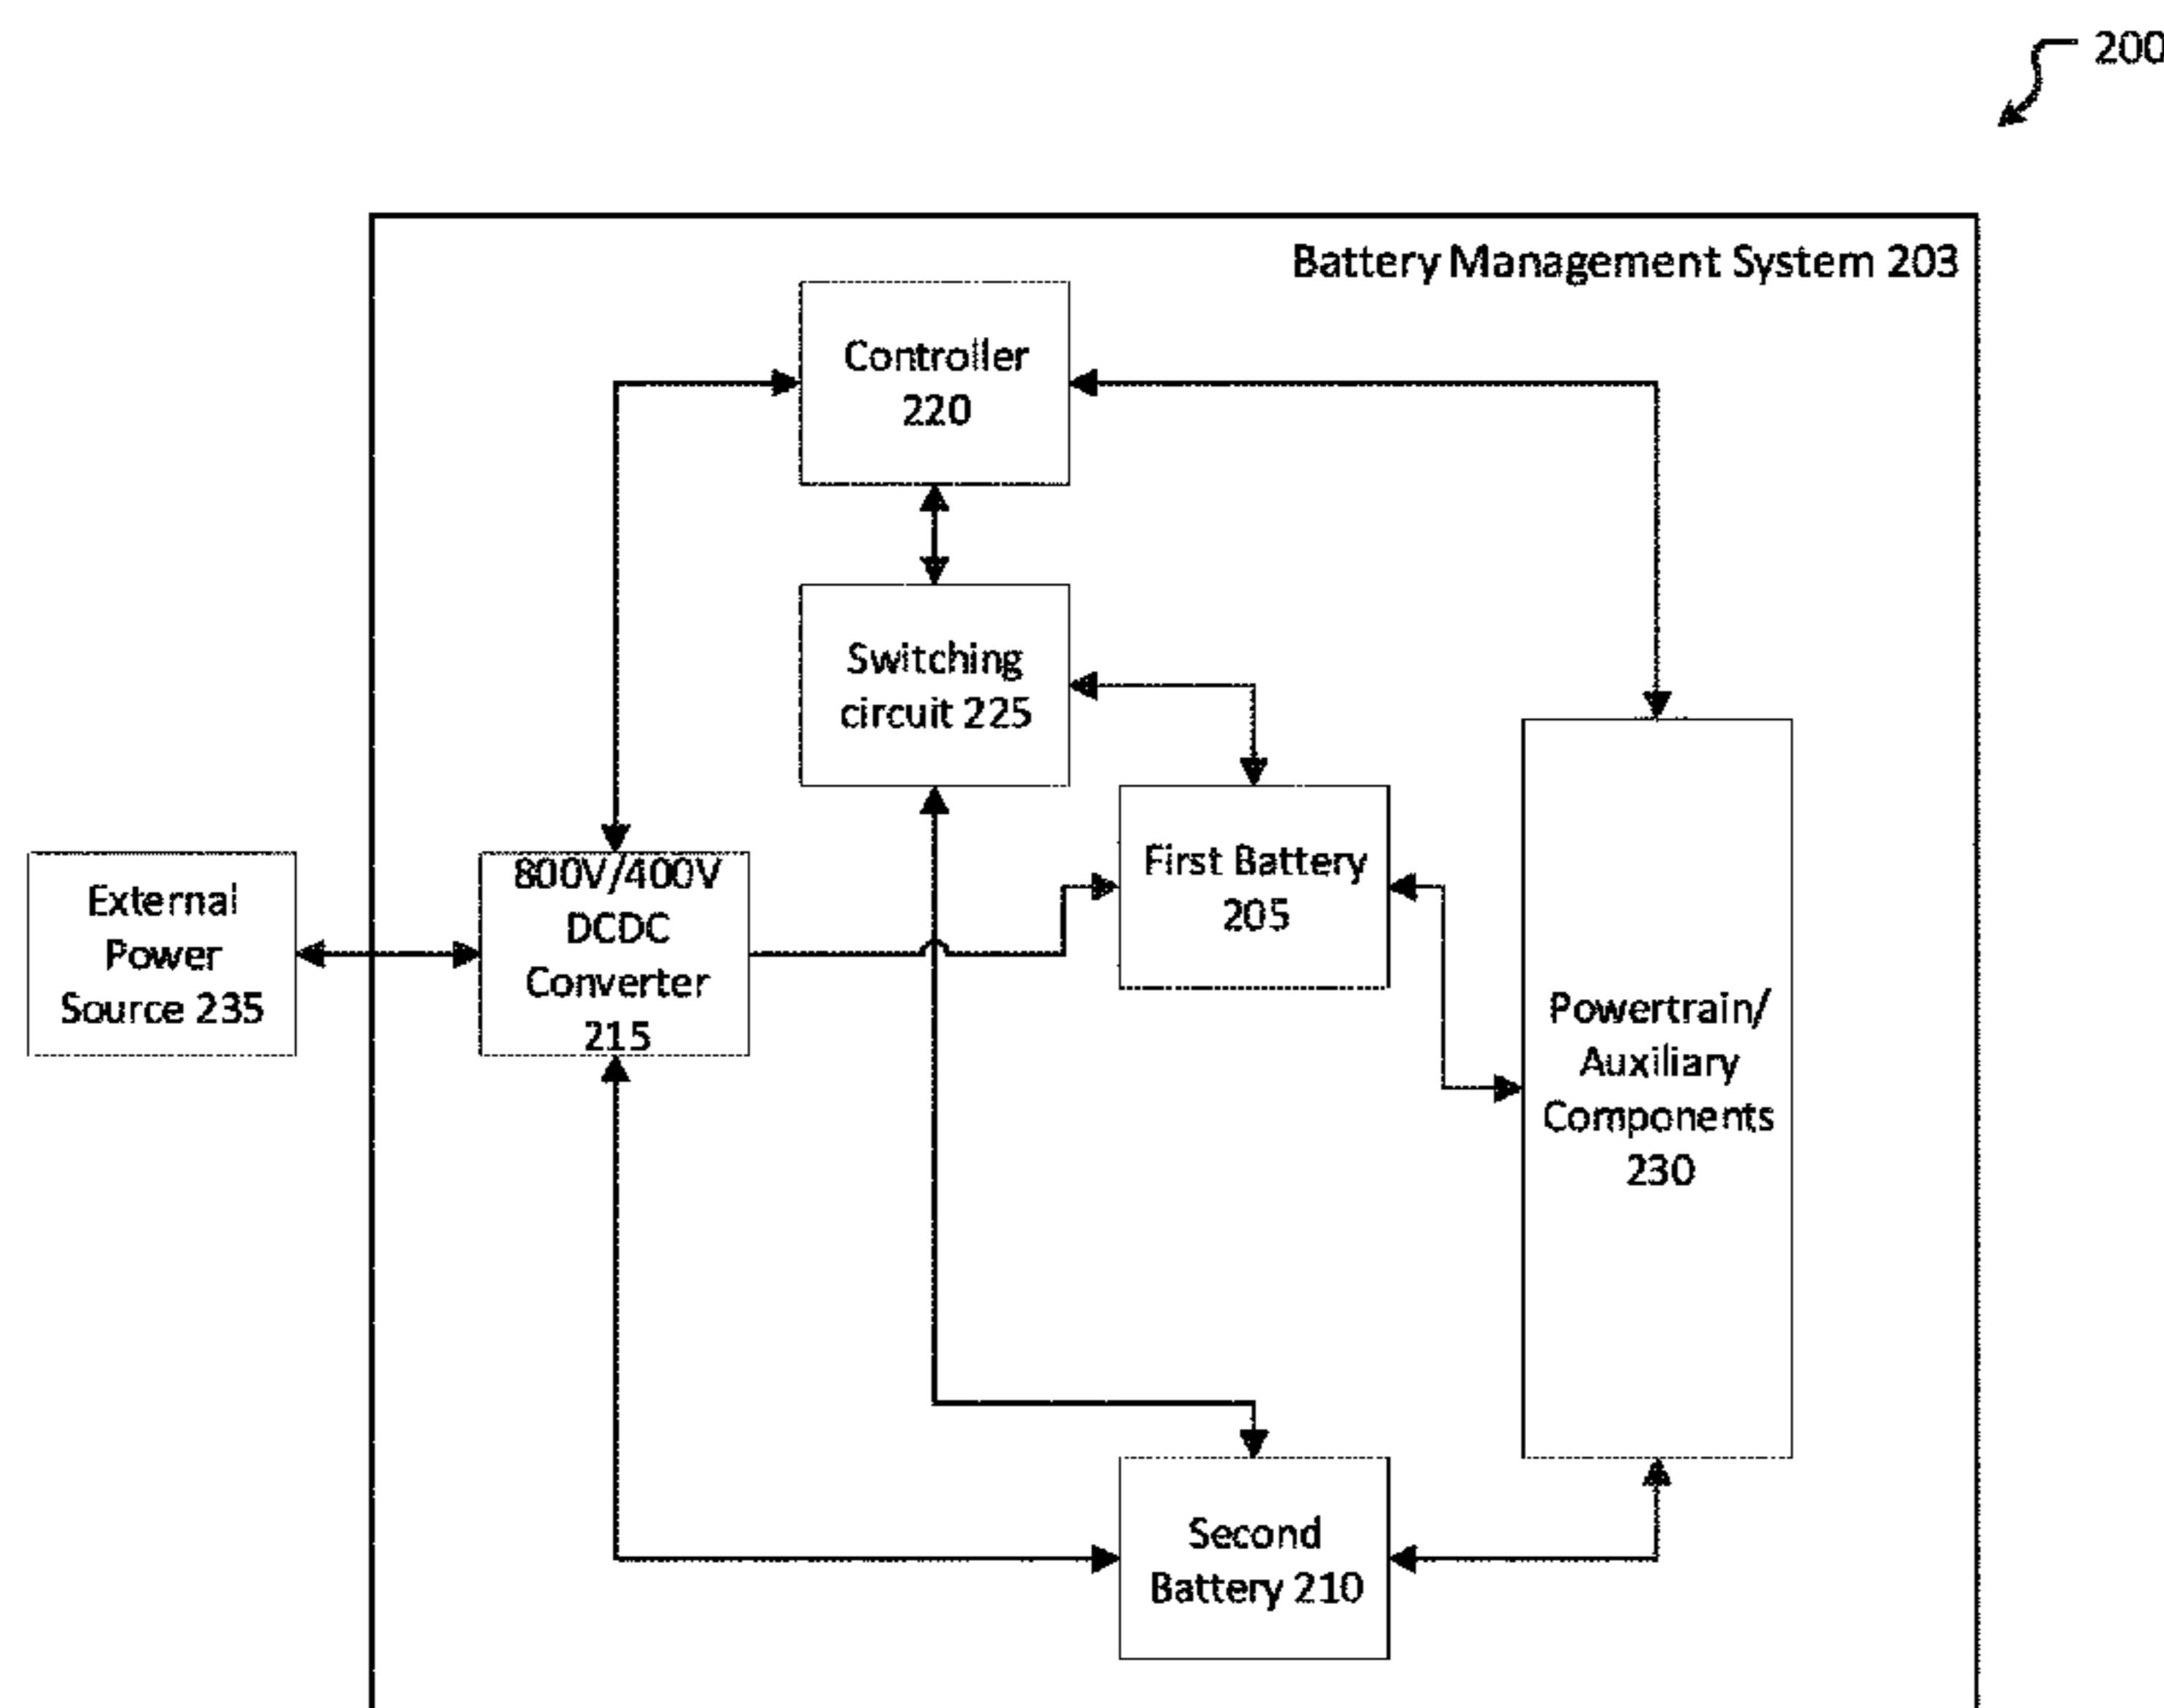 200
Battery Management System 203
Controller
220
Switching
circuit 225
First Battery
205
External
Power
Source 235
800V/400V
DCDC
Converter
215
Powertrain/
Auxiliary
Components
230
Second
Battery 210